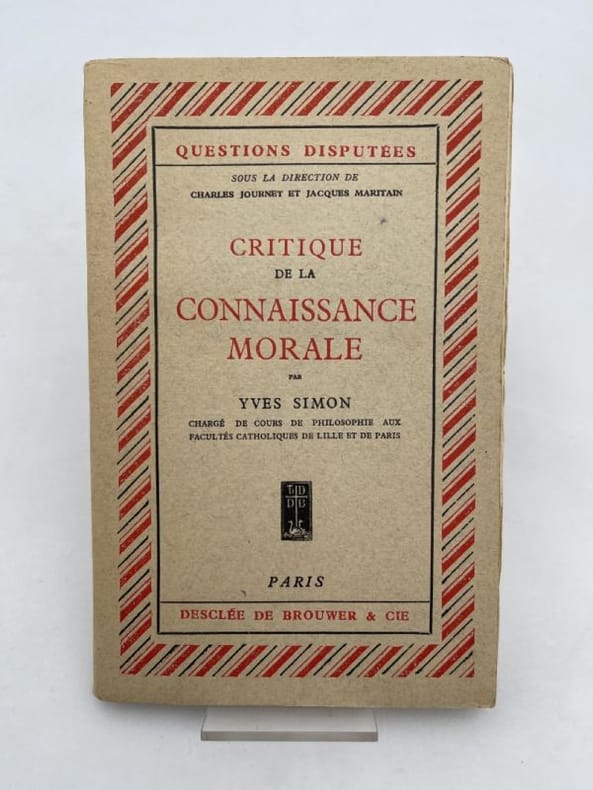 QUESTIONS DISPUTÉES
SOUS LA DIRECTION DE
CHARLES JOURNET ET JACQUES MARITAIN
CRITIQUE
DE LA
CONNAISSANCE
MORALE
PAR
YVES SIMON
CHARGÉ DE COURS DE PHILOSOPHIE AUX
FACULTÉS CATHOLIQUES DE LILLE ET DE PARIS
DDB
PARIS
DESCLÉE DE BROUWER & CIE